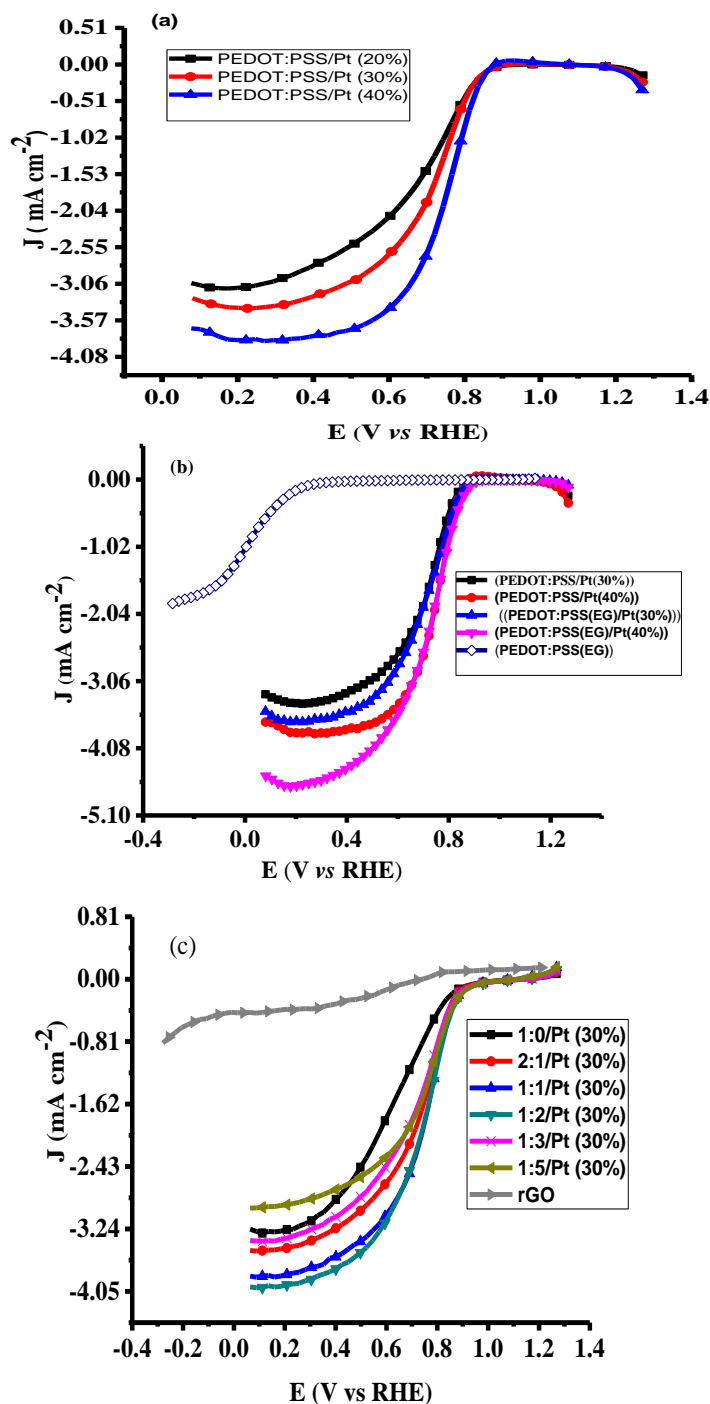 (a)
0.51
0.00
-0.51
-1.02
-1.53
-2.04
-2.55
-3.06
-3.57
-4.08
J ( mA cm-2)
PEDOT:PSS/Pt (20%)
PEDOT:PSS/Pt (30%)
PEDOT:PSS/Pt (40%)
0.0 0.2 0.4 0.6 0.8 1.0 1.2 1.4
E (V vs RHE)
(b)
0.00
-1.02
-2.04
-3.06
-4.08
-5.10
J (mA cm-2)
(PEDOT:PSS/Pt(30%))
(PEDOT:PSS/Pt(40%))
((PEDOT:PSS(EG)/Pt(30%)))
(PEDOT:PSS(EG)/Pt(40%))
(PEDOT:PSS(EG))
-0.4 0.0 0.4 0.8 1.2
E (V vs RHE)
(c)
0.81
0.00
-0.81
-1.62
-2.43
-3.24
-4.05
J (mA cm-2)
1:0/Pt (30%)
2:1/Pt (30%)
1:1/Pt (30%)
1:2/Pt (30%)
1:3/Pt (30%)
1:5/Pt (30%)
rGO
-0.4 -0.2 0.0 0.2 0.4 0.6 0.8 1.0 1.2 1.4
E (V vs RHE)